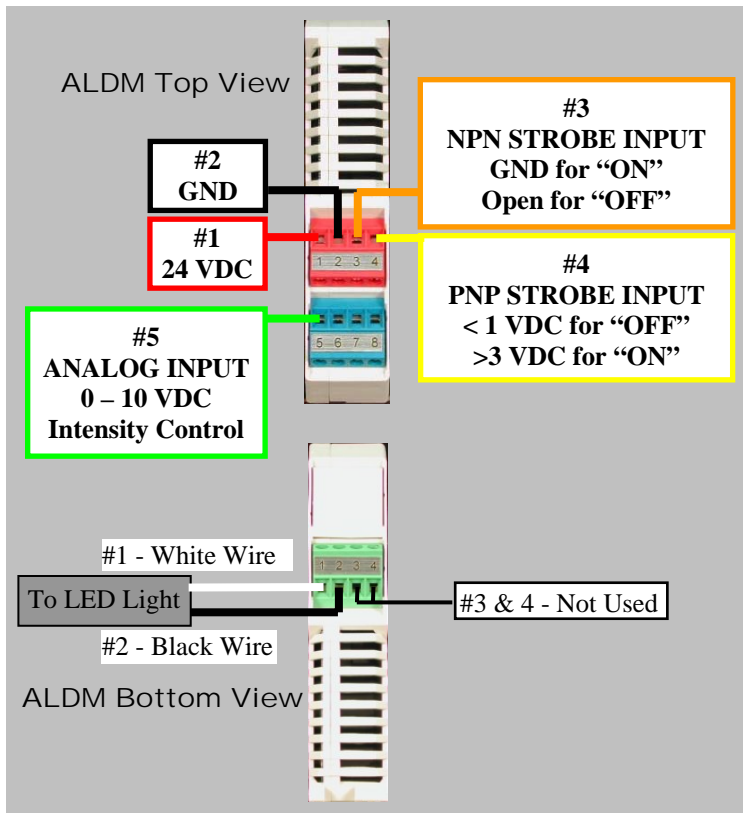 ALDM Top View
#3
NPN STROBE INPUT
GND for “ON”
Open for “OFF”
#2
GND
#1
24 VDC
1 2 3 4
#4
PNP STROBE INPUT
< 1 VDC for “OFF”
>3 VDC for “ON”
#5
ANALOG INPUT
0 – 10 VDC
Intensity Control
5 6 7 8
#1 - White Wire
1 2 3 4
To LED Light
#3 & 4 - Not Used
#2 - Black Wire
ALDM Bottom View